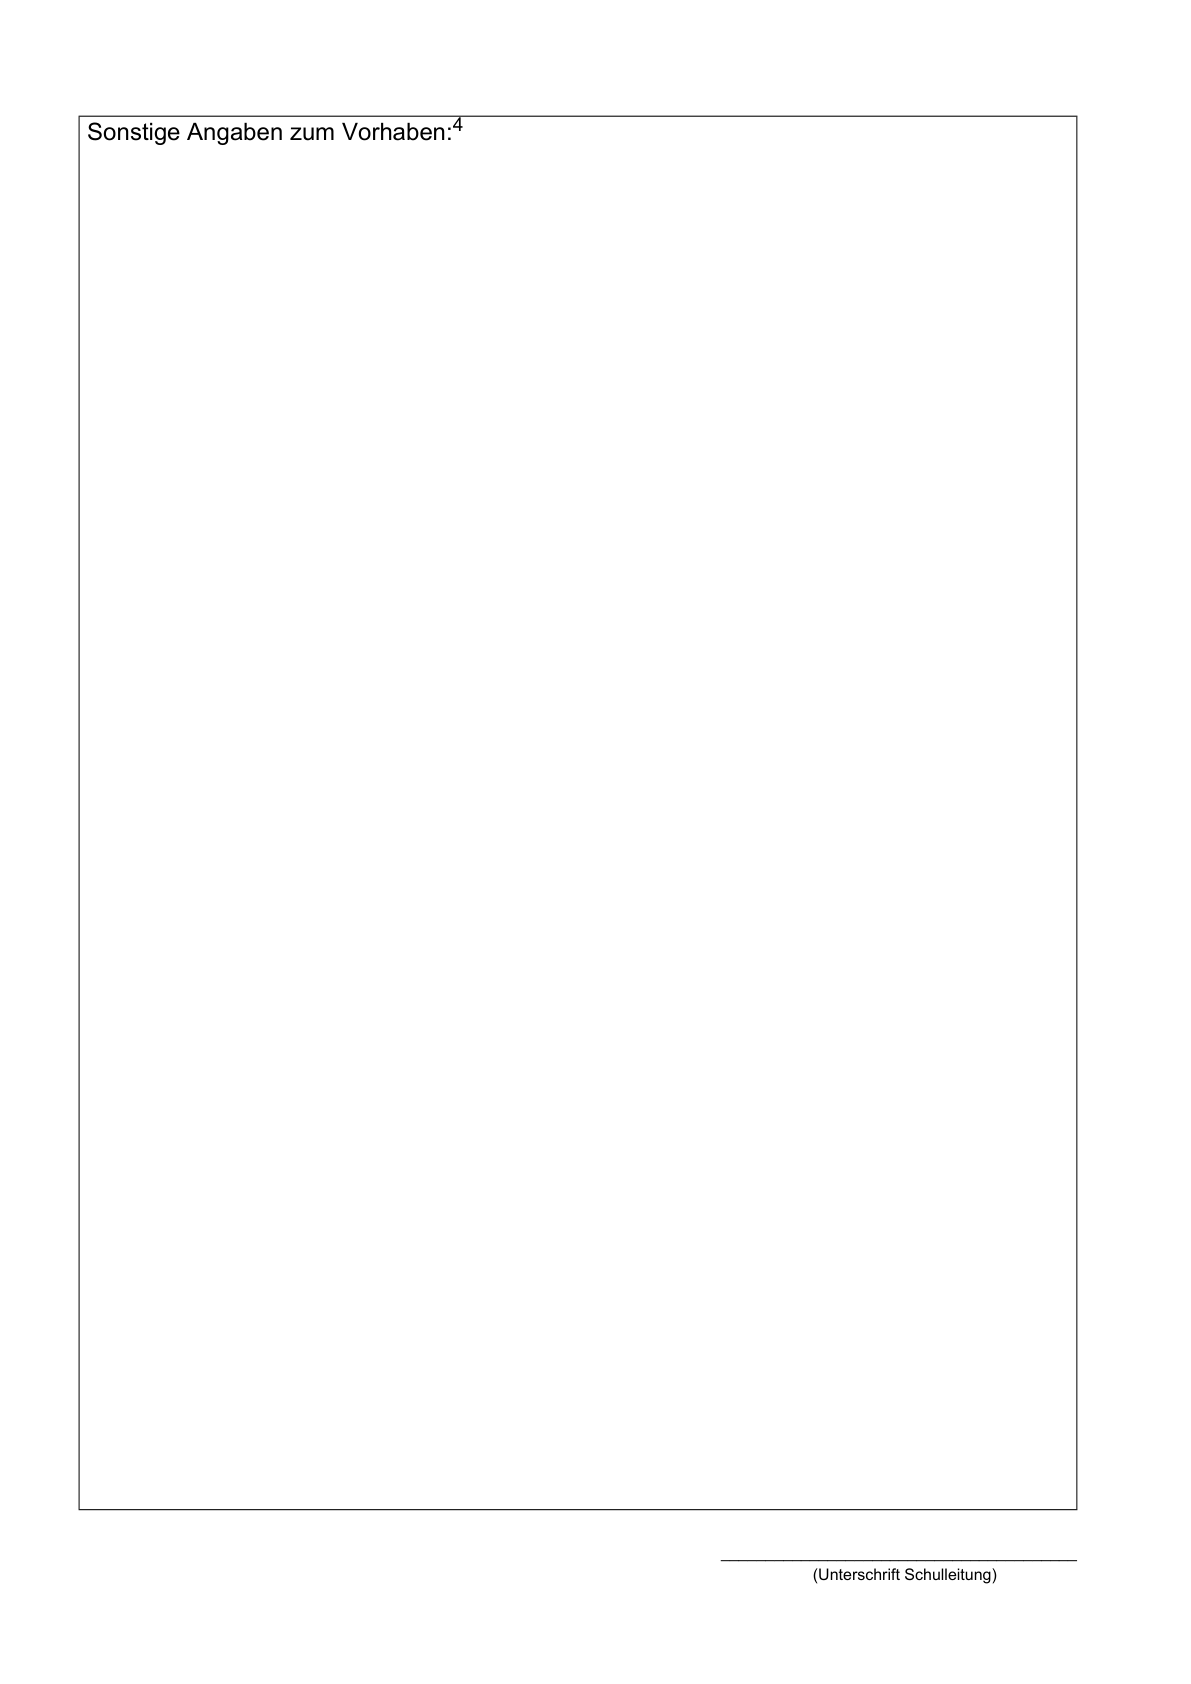 Sonstige Angaben zum Vorhaben:4
(Unterschrift Schulleitung)